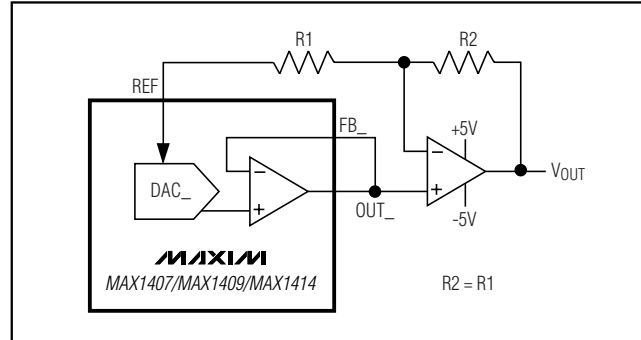 R1
R2
REF
FB_
+5V
−
−
DAC_
+
+
VOUT
OUT_
-5V
MAXIM
MAX1407/MAX1409/MAX1414
R2 = R1